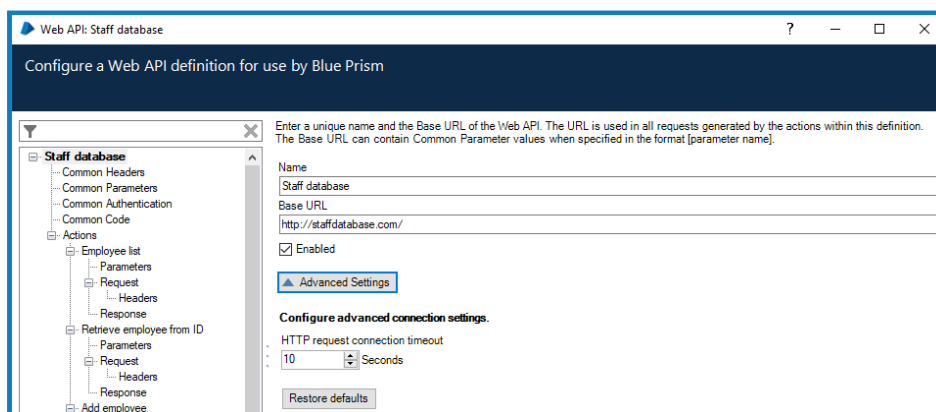 Web API: Staff database
Configure a Web API definition for use by Blue Prism
Staff database
Common Headers
Common Parameters
Common Authentication
Common Code
Actions
Employee list
Parameters
Request
Headers
Response
Retrieve employee from ID
Parameters
Request
Headers
Response
Add employee
Enter a unique name and the Base URL of the Web API. The URL is used in all requests generated by the actions within this definition.
The Base URL can contain Common Parameter values when specified in the format [parameter name].
Name
Staff database
Base URL
http://staffdatabase.com/
Enabled
Advanced Settings
Configure advanced connection settings.
HTTP request connection timeout
10 Seconds
Restore defaults